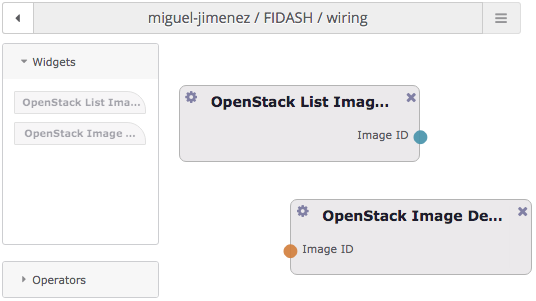 miguel-jimenez / FIDASH / wiring
Widgets
OpenStack List Ima...
OpenStack Image ...
Operators
OpenStack List Imag...
Image ID
OpenStack Image De...
Image ID